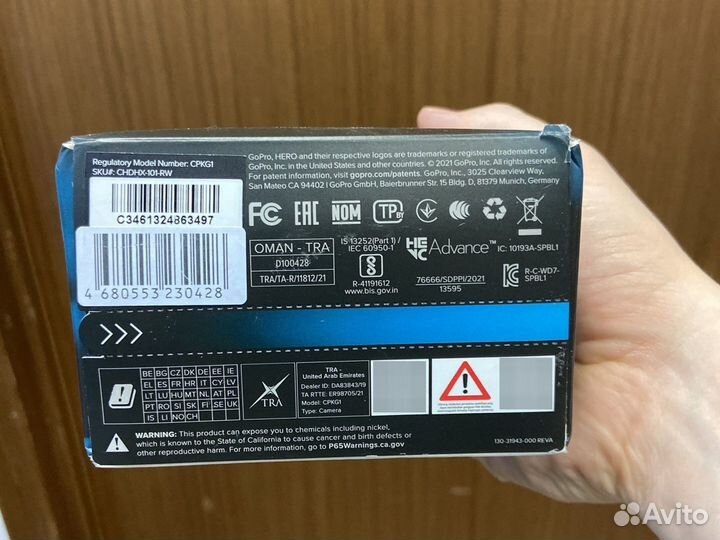 Regulatory Model Number: CPKG1
SKU#: CHDHX-101-RW
C3461324863497
4 680553 230428
GoPro, HERO and their respective logos are trademarks or registered trademarks of
GoPro, Inc. in the United States and other countries. © 2021 GoPro, Inc. All rights reserved.
For patent information, visit gopro.com/patents. GoPro, Inc., 3025 Clearview Way,
San Mateo CA 94402 I GoPro GmbH, Baierbrunner Str. 15 Bldg. D, 81379 Munich, Germany
FC EAC NOM TP BY
OMAN - TRA
D100428
TRA/TA-R/11812/21
IS 13252(Part 1) /
IEC 60950-1
R-41191612
www.bis.gov.in
HEVC Advance™
IC: 10193A-SPBL1
76666/SDPPI/2021
13595
R-C-WD7-
SPBL1
>>>
BE BG CZ DK DE EE IE
EL ES FR HR IT CY LV
LT LU HU MT NL AT PL
PT RO SI SK FI SE UK
IS LI NO CH
TRA
TRA -
United Arab Emirates
Dealer ID: DA83843/19
TA RTTE: ER98705/21
Model: CPKG1
Type: Camera
WARNING: This product can expose you to chemicals including nickel,
which is known to the State of California to cause cancer and birth defects or
other reproductive harm. For more information, go to P65Warnings.ca.gov
130-31943-000 REVA
Avito